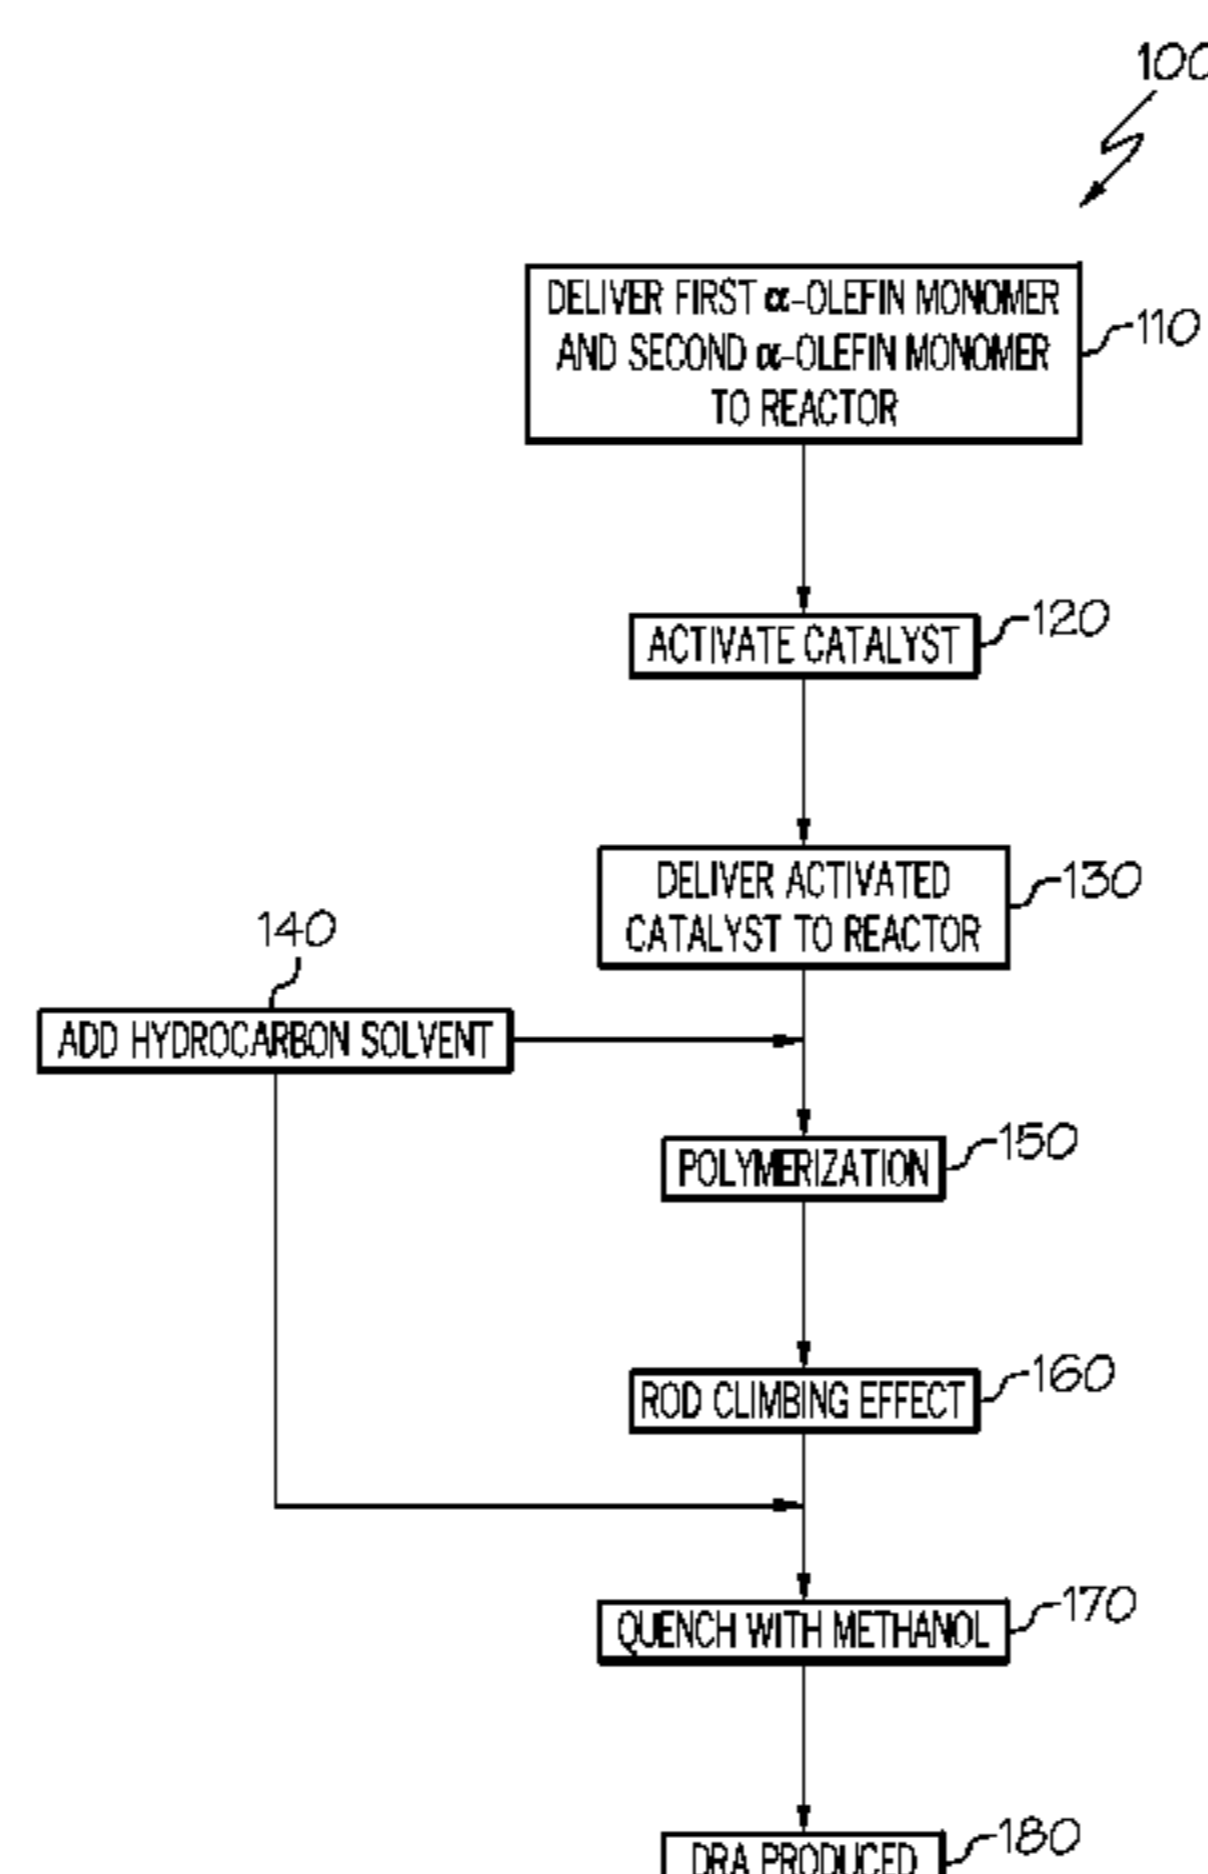 100
DELIVER FIRST α-OLEFIN MONOMER
AND SECOND α-OLEFIN MONOMER
TO REACTOR
110
ACTIVATE CATALYST
120
DELIVER ACTIVATED
CATALYST TO REACTOR
130
140
ADD HYDROCARBON SOLVENT
POLYMERIZATION
150
ROD CLIMBING EFFECT
160
QUENCH WITH METHANOL
170
DRA PRODUCED
180